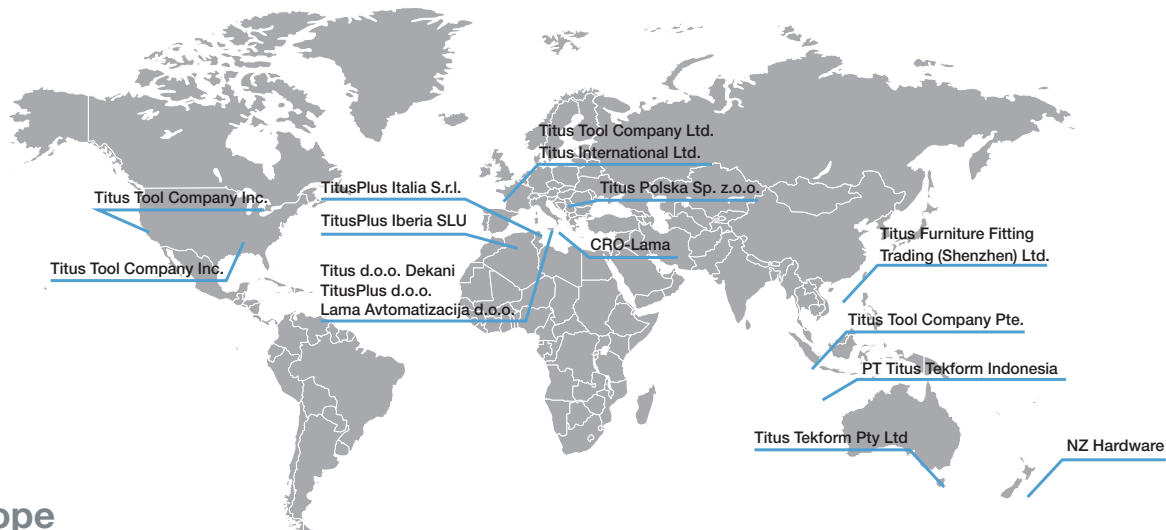 Titus Tool Company Ltd.
Titus International Ltd.
TitusPlus Italia S.r.l.
Titus Polska Sp. z.o.o.
Titus Tool Company Inc.
TitusPlus Iberia SLU
CRO-Lama
Titus Furniture Fitting
Trading (Shenzhen) Ltd.
Titus Tool Company Inc.
Titus d.o.o. Dekani
TitusPlus d.o.o.
Lama Avtomatizacija d.o.o.
Titus Tool Company Pte.
PT Titus Tekform Indonesia
Titus Tekform Pty Ltd
NZ Hardware
ope